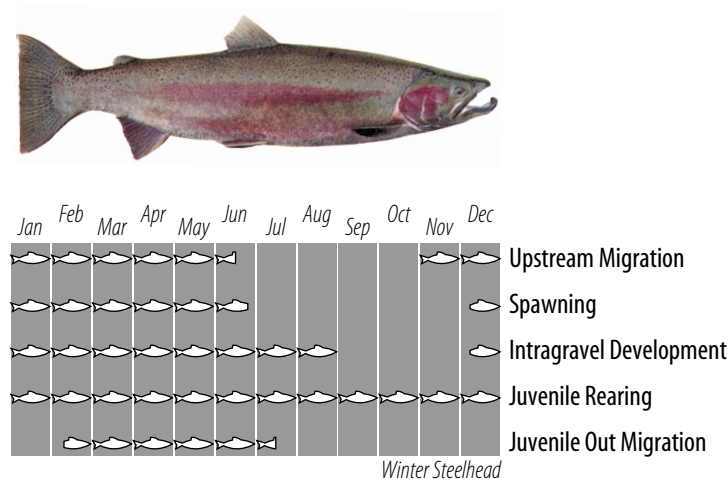 Jan Feb Mar Apr May Jun Jul Aug Sep Oct Nov Dec
Upstream Migration
Spawning
Intragravel Development
Juvenile Rearing
Juvenile Out Migration
Winter Steelhead